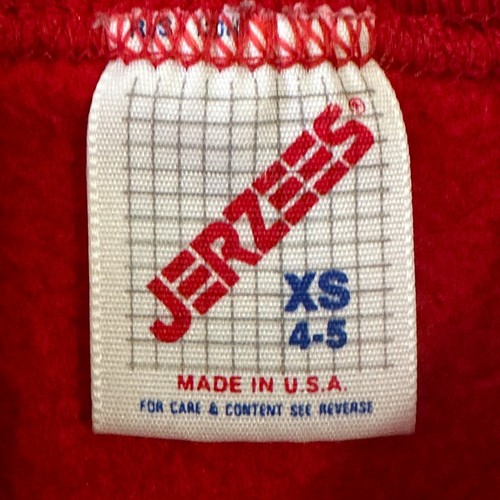 JERZEES®
XS
4-5
MADE IN U.S.A.
FOR CARE & CONTENT SEE REVERSE